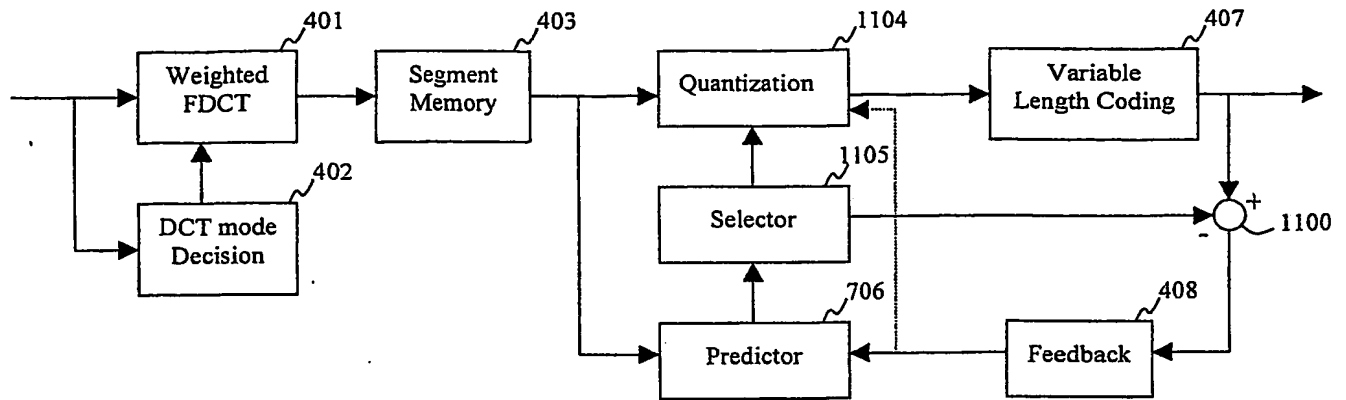 401
403
1104
407
Weighted
FDCT
Segment
Memory
Quantization
Variable
Length Coding
402
1105
DCT mode
Decision
Selector
+
-
1100
706
408
Predictor
Feedback